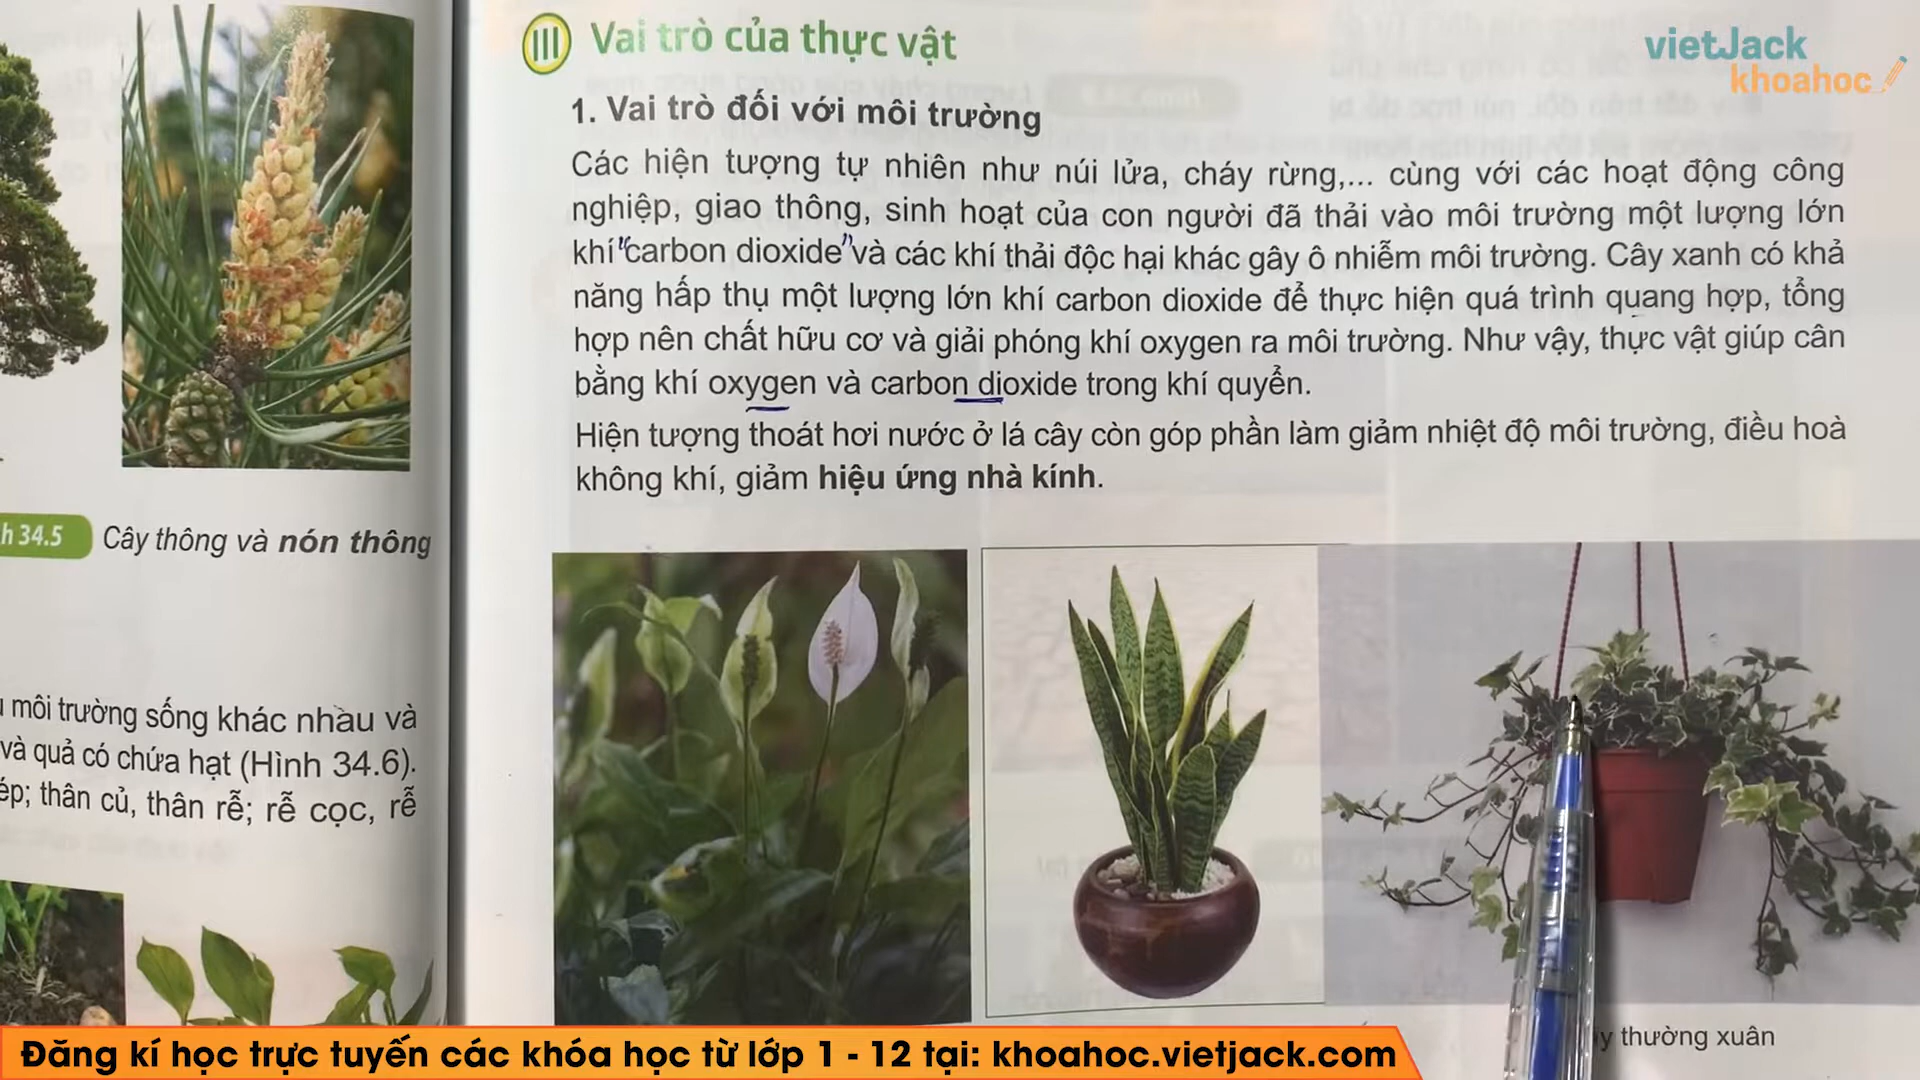 h 34.5 Cây thông và nón thông
môi trường sống khác nhau và
và quả có chứa hạt (Hình 34.6).
ép; thân củ, thân rễ; rễ cọc, rễ
III Vai trò của thực vật
vietJack
khoahoc
1. Vai trò đối với môi trường
Các hiện tượng tự nhiên như núi lửa, cháy rừng,... cùng với các hoạt động công
nghiệp, giao thông, sinh hoạt của con người đã thải vào môi trường một lượng lớn
khí "carbon dioxide" và các khí thải độc hại khác gây ô nhiễm môi trường. Cây xanh có khả
năng hấp thụ một lượng lớn khí carbon dioxide để thực hiện quá trình quang hợp, tổng
hợp nên chất hữu cơ và giải phóng khí oxygen ra môi trường. Như vậy, thực vật giúp cân
bằng khí oxygen và carbon dioxide trong khí quyển.
Hiện tượng thoát hơi nước ở lá cây còn góp phần làm giảm nhiệt độ môi trường, điều hoà
không khí, giảm hiệu ứng nhà kính.
y thường xuân
Đăng kí học trực tuyến các khóa học từ lớp 1 - 12 tại: khoahoc.vietjack.com